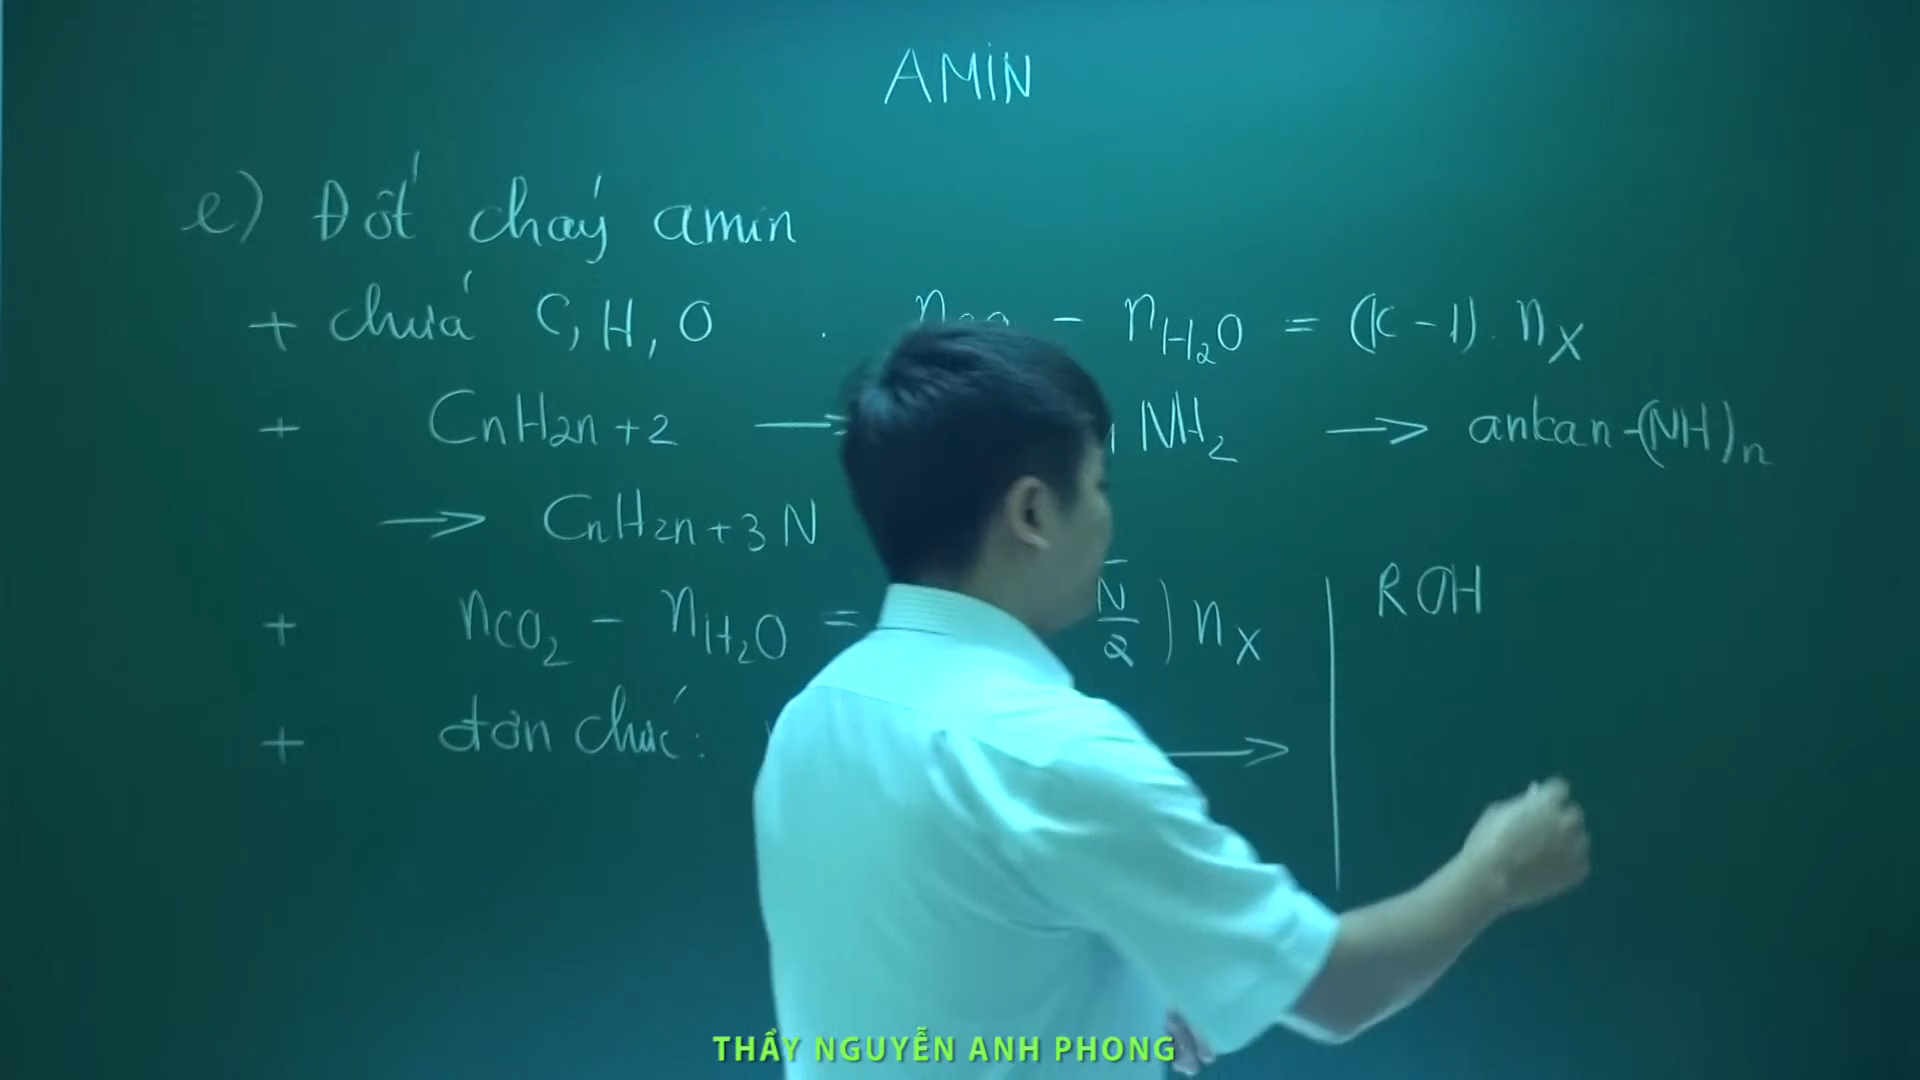 AMIN
e) Đốt cháy amin
+ chứa C, H, O . n - nH₂O = (k-1). nX
+ CnH2n+2 → NH₂ → ankan-(NH)n
→ CnH2n+3N
+ nCO₂ - nH₂O = N/2) nX
ROH
+ đơn chức: →
THẦY NGUYỄN ANH PHONG